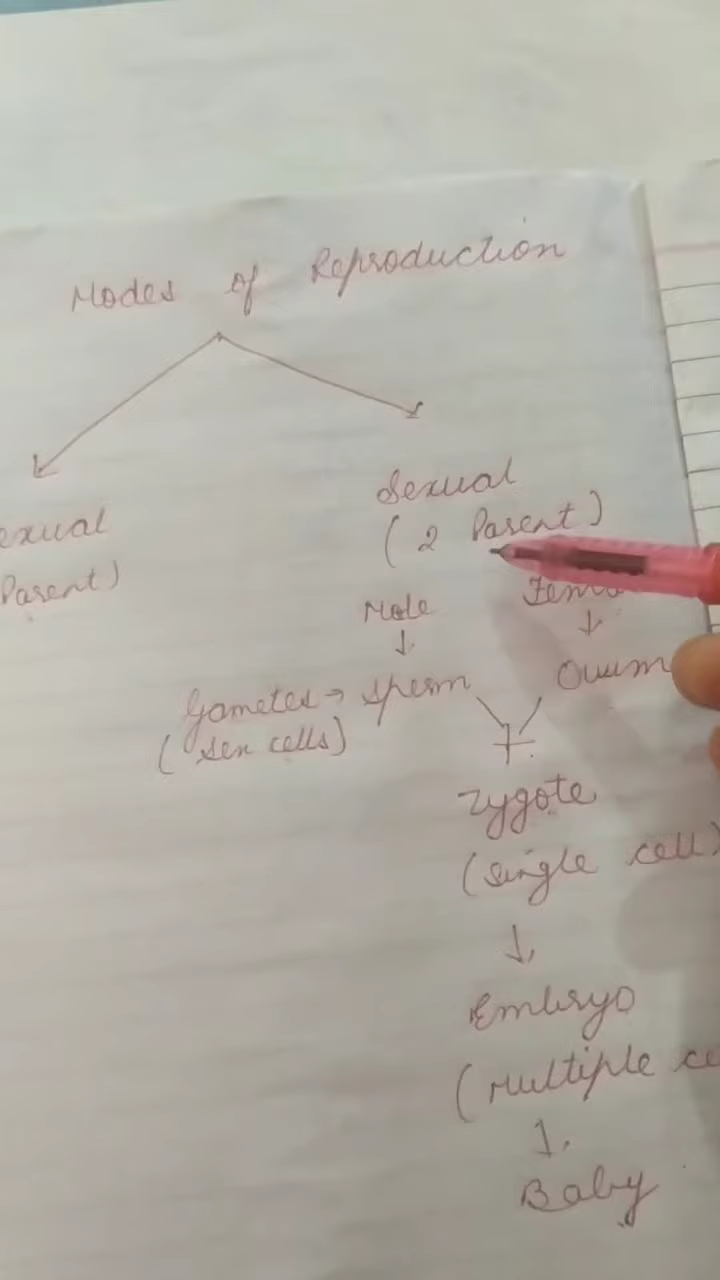 Modes of Reproduction
exual
Parent)
Sexual
(2 Parent)
Male
↓
↓
Gametes → Sperm
Ovum
(Sex cells)
Zygote
(Single cell)
↓
Embryo
(Multiple ce
↓
Baby